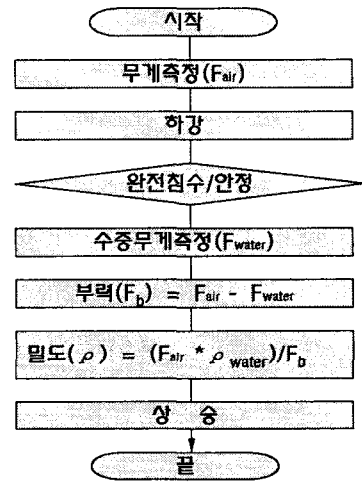 시작
무게측정(Fair)
하강
완전침수/안정
수중무게측정(Fwater)
부력(Fb) = Fair - Fwater
밀도(ρ) = (Fair * ρwater)/Fb
상 승
끝